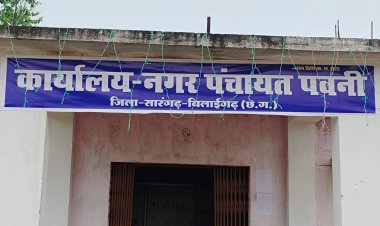 कार्यालय-नगर पंचायत पवनी
जिला-सारंगढ़-बिलाईगढ़ (छ.ग.)